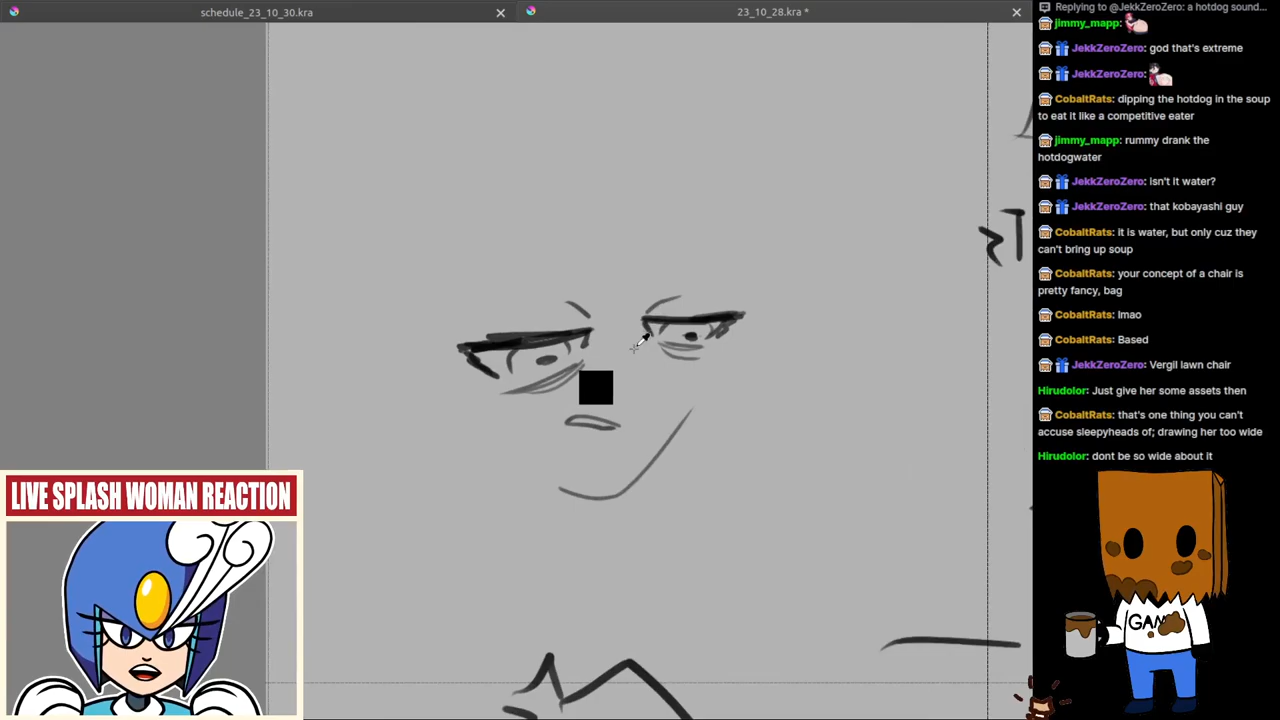 schedule_23_10_30.kra
23_10_28.kra *
Replying to @JekkZeroZero: a hotdog sound...
jimmy_mapp:
JekkZeroZero: god that's extreme
JekkZeroZero:
CobaltRats: dipping the hotdog in the soup
to eat it like a competitive eater
jimmy_mapp: rummy drank the
hotdogwater
JekkZeroZero: isn't it water?
JekkZeroZero: that kobayashi guy
CobaltRats: it is water, but only cuz they
can't bring up soup
CobaltRats: your concept of a chair is
pretty fancy, bag
CobaltRats: lmao
CobaltRats: Based
JekkZeroZero: Vergil lawn chair
Hirudolor: Just give her some assets then
CobaltRats: that's one thing you can't
accuse sleepyheads of; drawing her too wide
Hirudolor: dont be so wide about it
LIVE SPLASH WOMAN REACTION